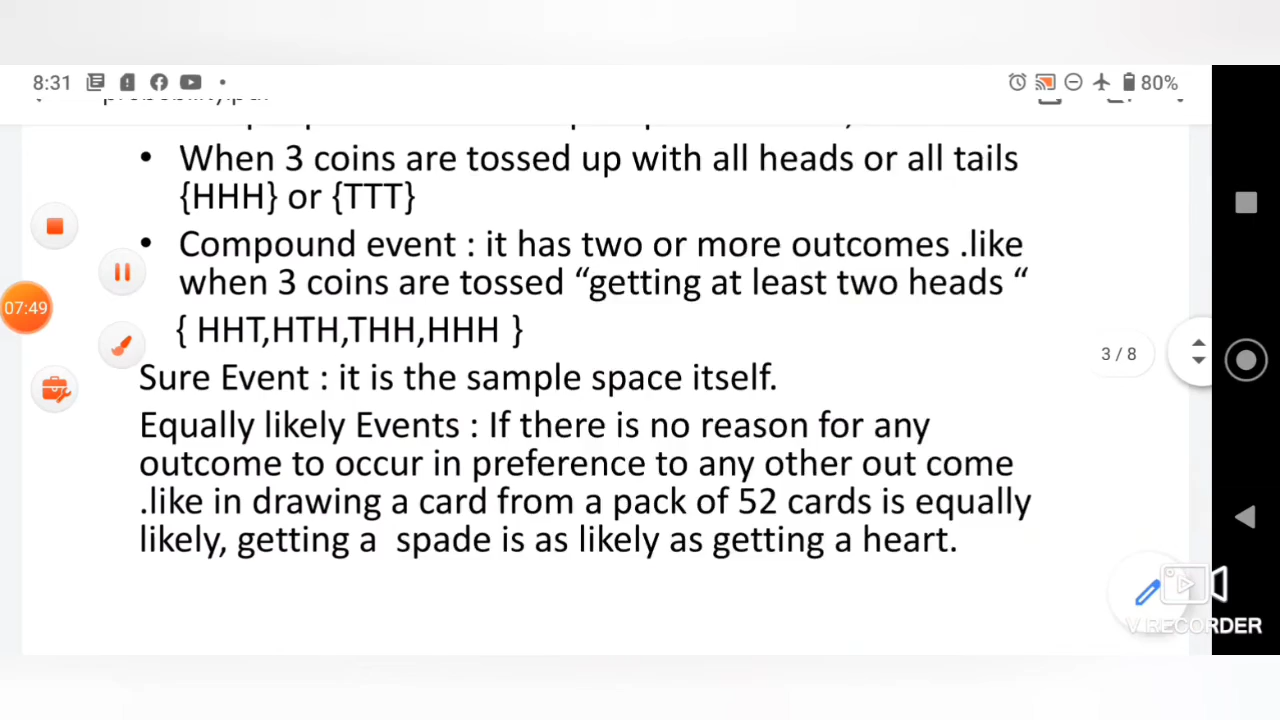 8:31
80%
probability.pdf
• When 3 coins are tossed up with all heads or all tails
{HHH} or {TTT}
• Compound event : it has two or more outcomes .like
when 3 coins are tossed “getting at least two heads “
{ HHT,HTH,THH,HHH }
Sure Event : it is the sample space itself.
Equally likely Events : If there is no reason for any
outcome to occur in preference to any other out come
.like in drawing a card from a pack of 52 cards is equally
likely, getting a spade is as likely as getting a heart.
07:49
3 / 8
V RECORDER